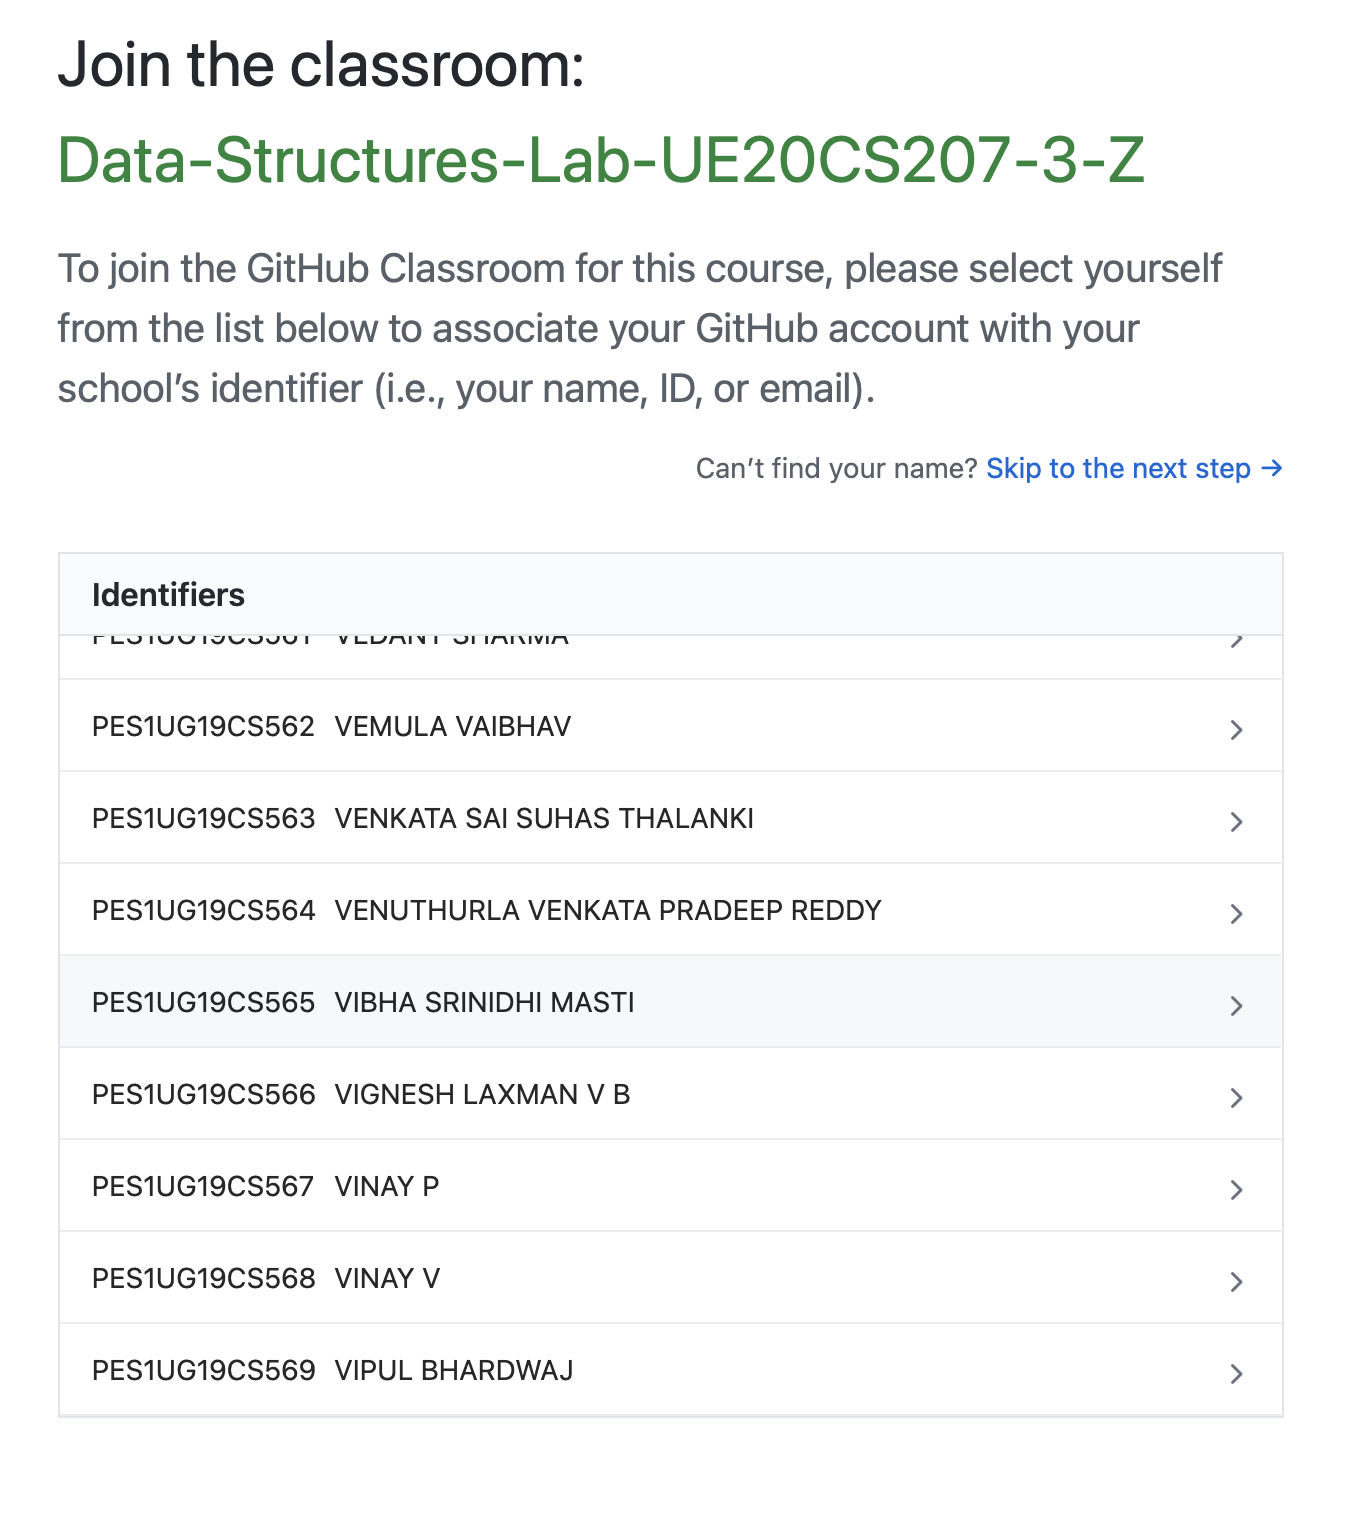 Join the classroom:
Data-Structures-Lab-UE20CS207-3-Z
To join the GitHub Classroom for this course, please select yourself
from the list below to associate your GitHub account with your
school’s identifier (i.e., your name, ID, or email).
Can’t find your name? Skip to the next step →
Identifiers
PES1UG19CS561 VEDANT SHARMA
PES1UG19CS562 VEMULA VAIBHAV
PES1UG19CS563 VENKATA SAI SUHAS THALANKI
PES1UG19CS564 VENUTHURLA VENKATA PRADEEP REDDY
PES1UG19CS565 VIBHA SRINIDHI MASTI
PES1UG19CS566 VIGNESH LAXMAN V B
PES1UG19CS567 VINAY P
PES1UG19CS568 VINAY V
PES1UG19CS569 VIPUL BHARDWAJ